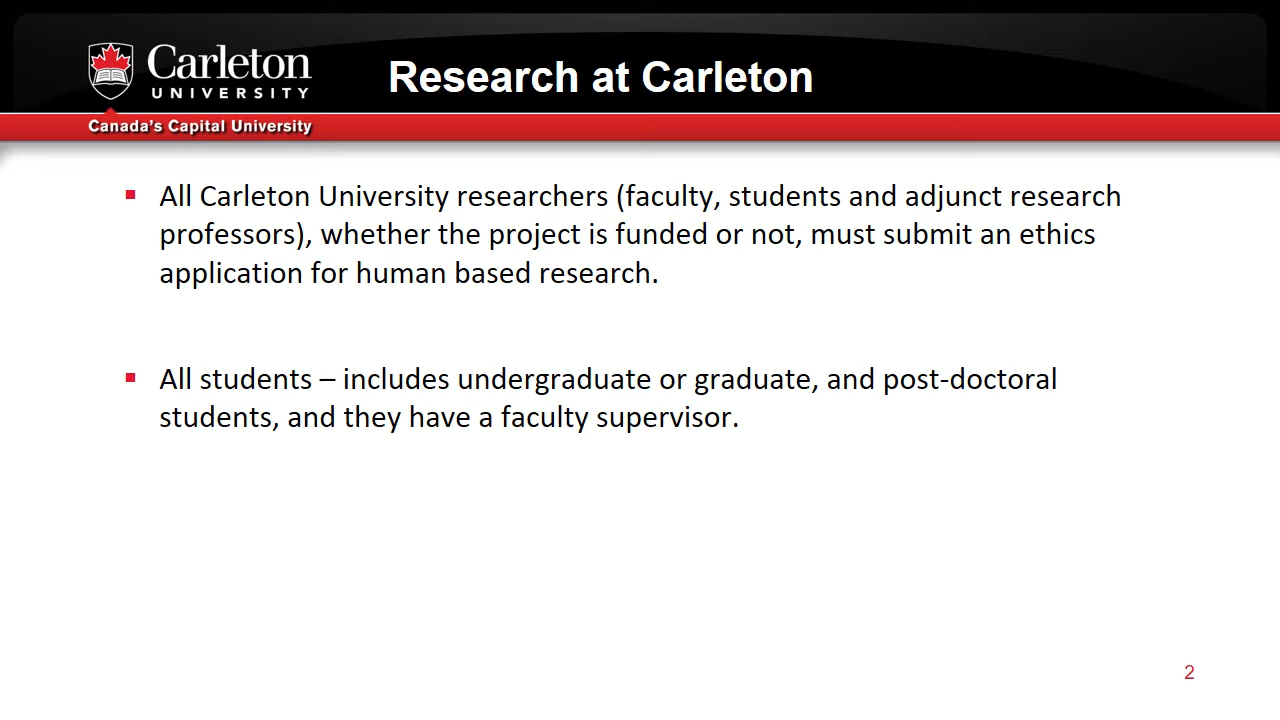 Carleton
UNIVERSITY
Canada's Capital University
Research at Carleton
▪ All Carleton University researchers (faculty, students and adjunct research
professors), whether the project is funded or not, must submit an ethics
application for human based research.
▪ All students – includes undergraduate or graduate, and post-doctoral
students, and they have a faculty supervisor.
2